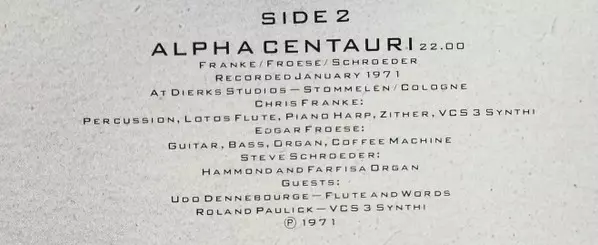 SIDE 2
ALPHA CENTAURI 22.00
FRANKE/FROESE/SCHROEDER
RECORDED JANUARY 1971
AT DIERKS STUDIOS – STOMMELEN/COLOGNE
CHRIS FRANKE:
PERCUSSION, LOTOS FLUTE, PIANO HARP, ZITHER, VCS 3 SYNTHI
EDGAR FROESE:
GUITAR, BASS, ORGAN, COFFEE MACHINE
STEVE SCHROEDER:
HAMMOND AND FARFISA ORGAN
GUESTS:
UDO DENNEBOURGE – FLUTE AND WORDS
ROLAND PAULICK – VCS 3 SYNTHI
Ⓟ 1971